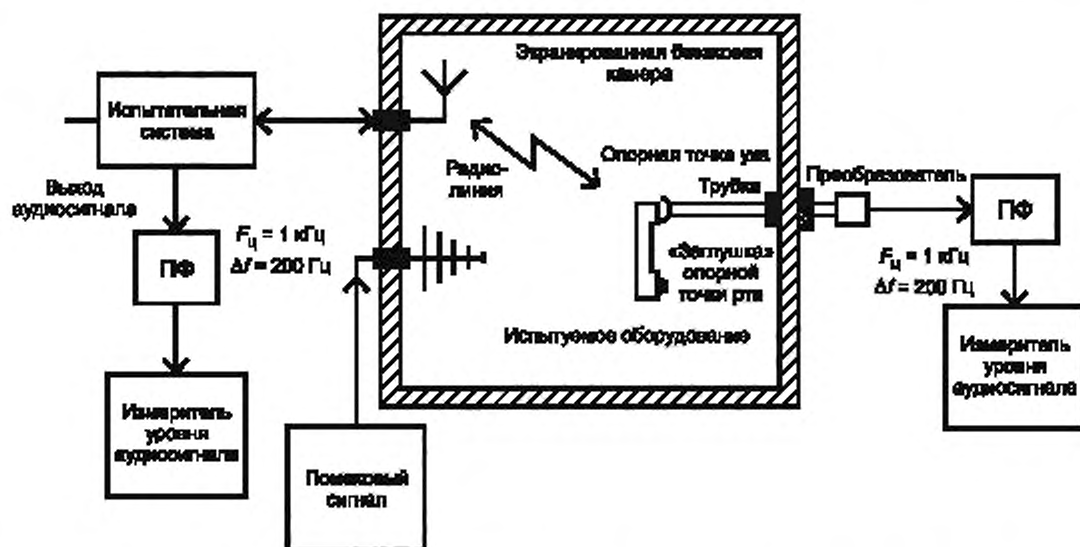 Экранированная безэховая
камера
Испытательная
система
Радио-
линия
Опорная точка уха
Трубка
Преобразователь
Выход
аудиосигнала
ПФ
Fц = 1 кГц
Δf = 200 Гц
«Заглушка»
опорной
точки рта
Испытуемое оборудование
ПФ
Fц = 1 кГц
Δf = 200 Гц
Измеритель
уровня
аудиосигнала
Измеритель
уровня
аудиосигнала
Помеховый
сигнал